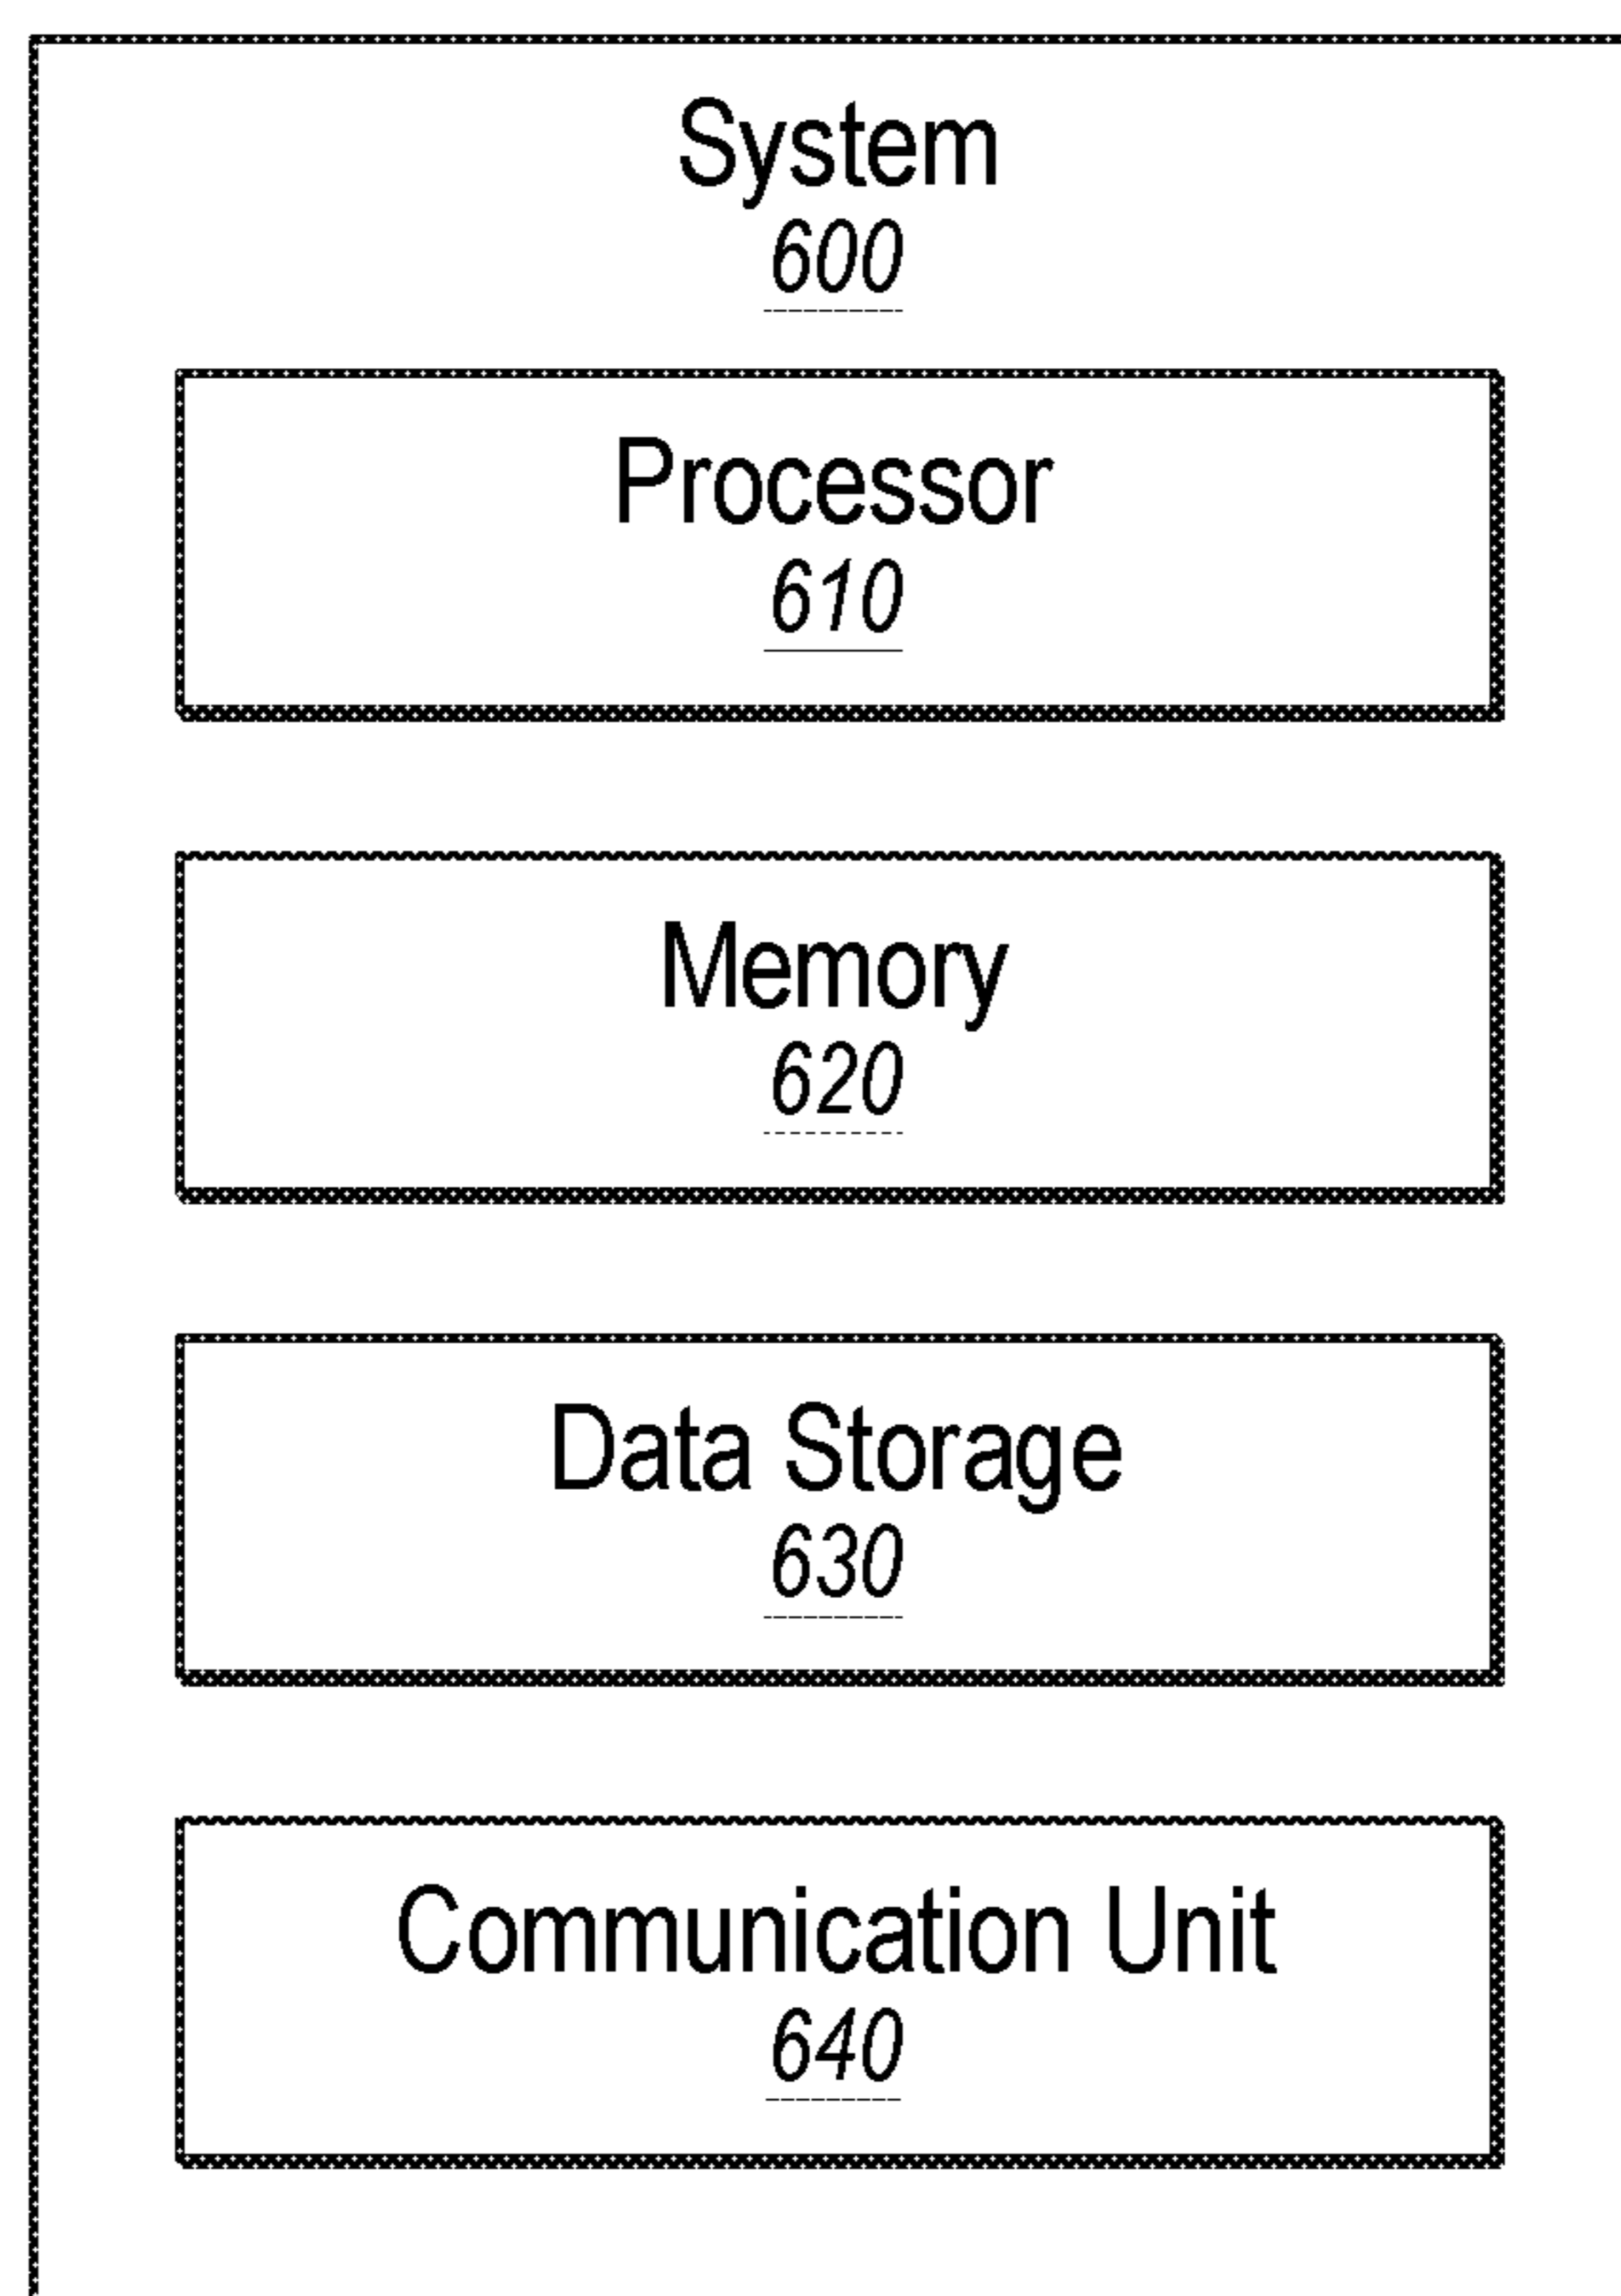 System
600
Processor
610
Memory
620
Data Storage
630
Communication Unit
640